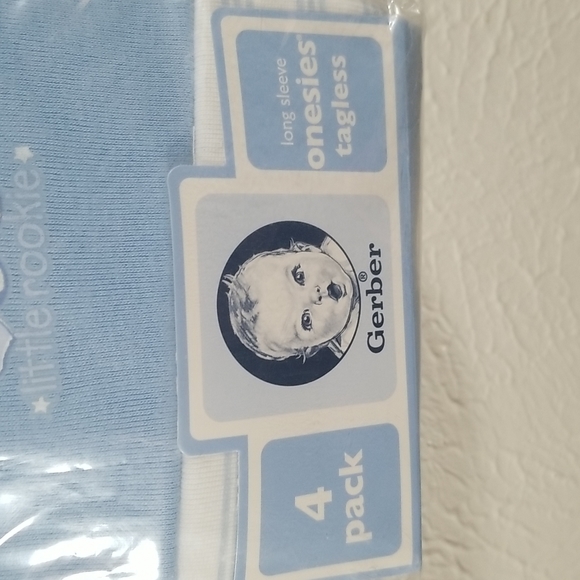 ★little rookie★
4
pack
Gerber®
long sleeve
onesies
tagless